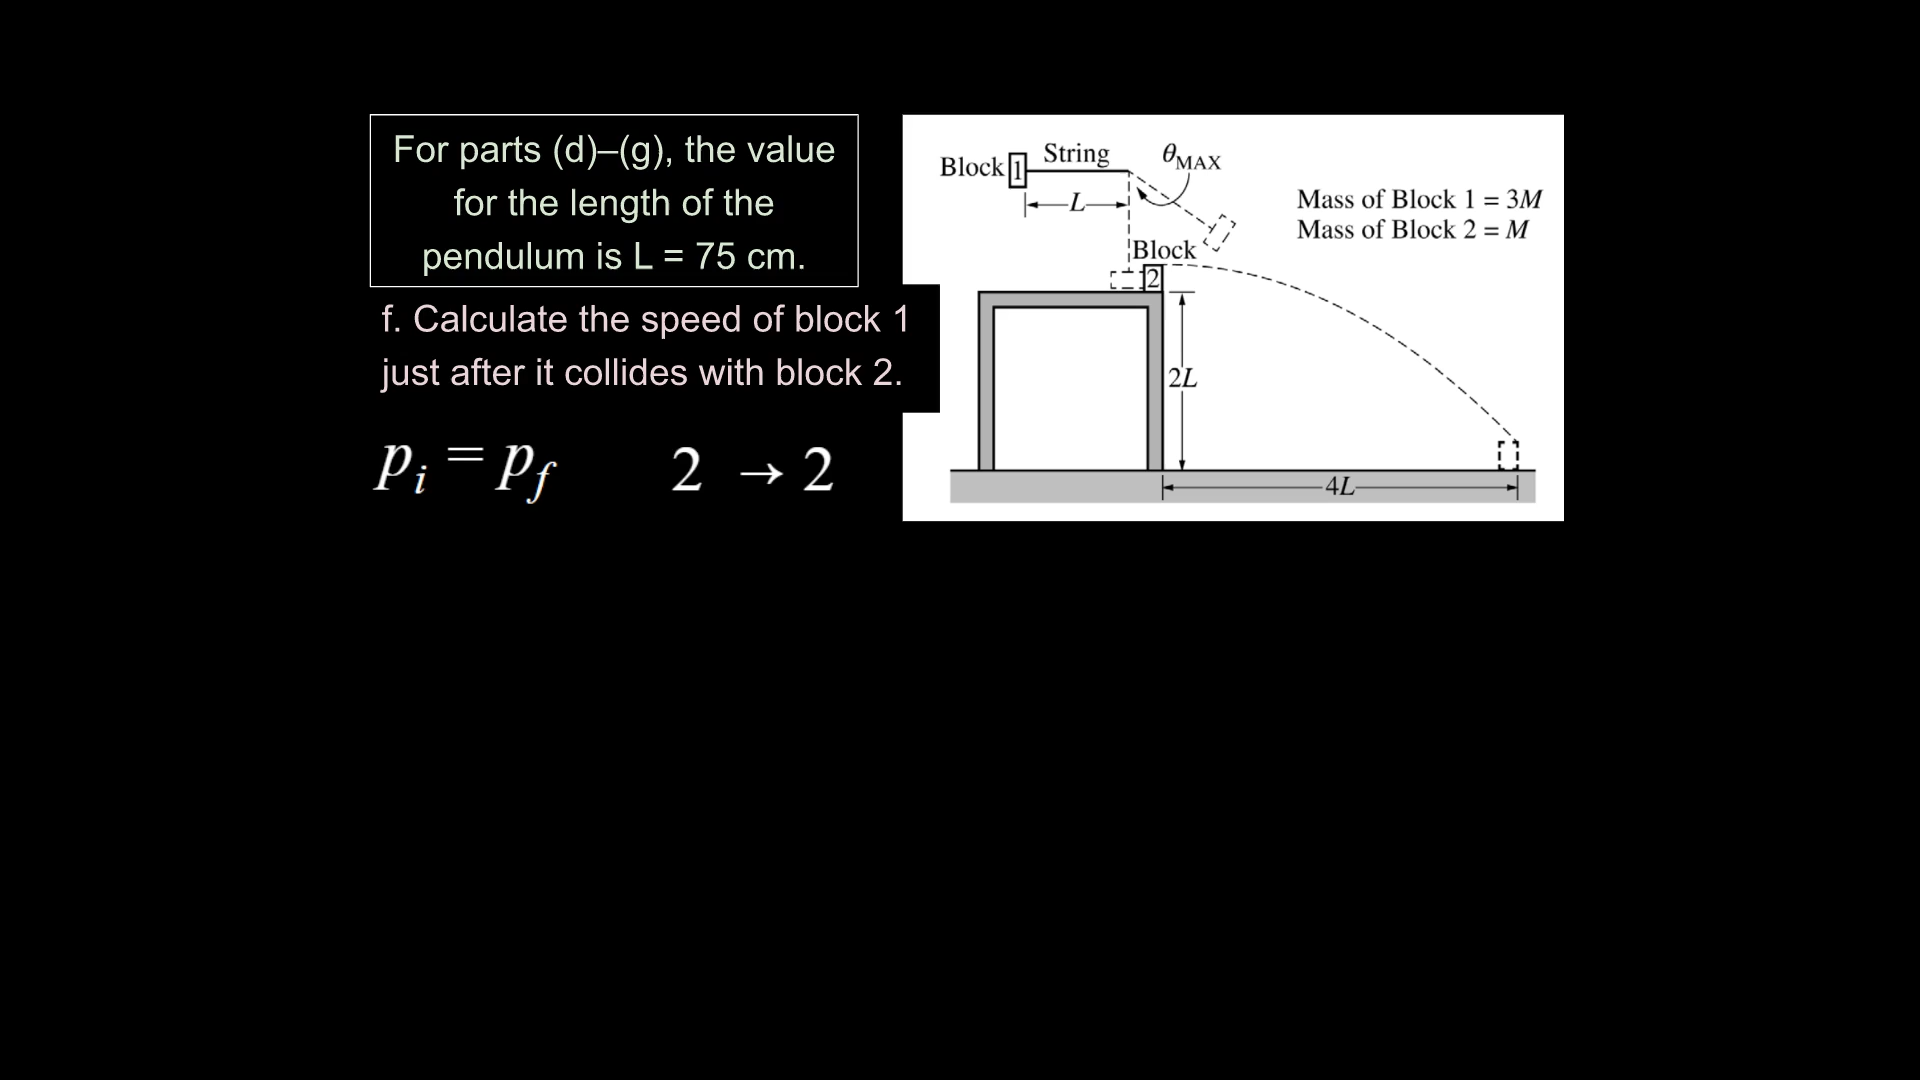 For parts (d)–(g), the value
for the length of the
pendulum is L = 75 cm.
f. Calculate the speed of block 1
just after it collides with block 2.
p_i = p_f 2 → 2
Block 1 String θ_MAX
L
Mass of Block 1 = 3M
Mass of Block 2 = M
Block
2
2L
4L